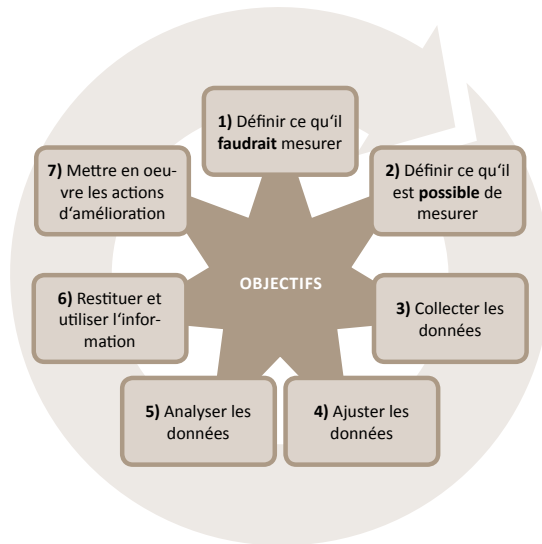 1) Définir ce qu'il
faudrait mesurer
2) Définir ce qu'il
est possible de
mesurer
3) Collecter les
données
4) Ajuster les
données
5) Analyser les
données
6) Restituer et
utiliser l'infor-
mation
7) Mettre en oeu-
vre les actions
d'amélioration
OBJECTIFS